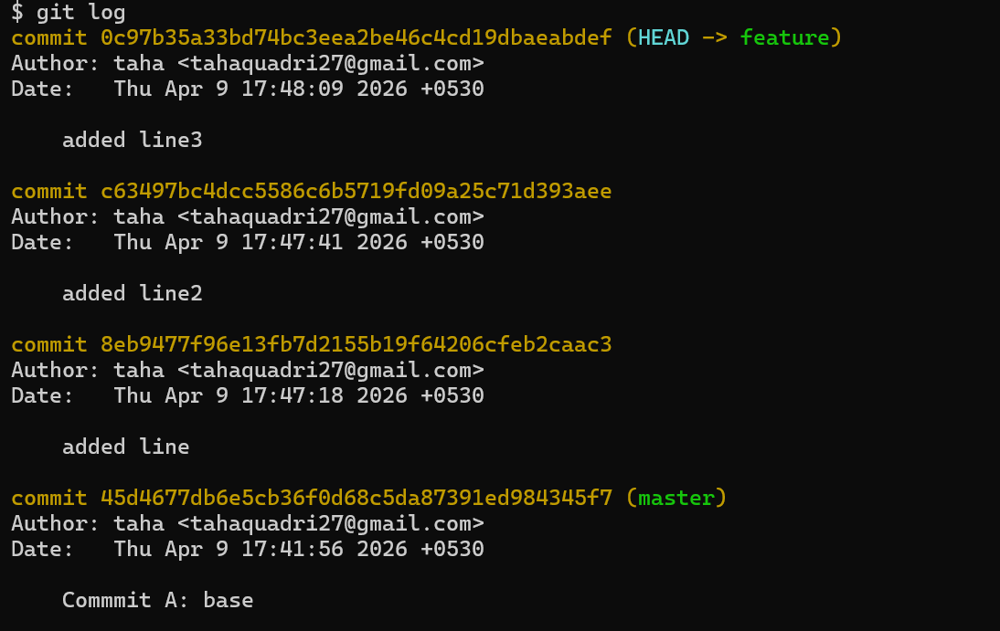 $ git log
commit 0c97b35a33bd74bc3eea2be46c4cd19dbaeabdef (HEAD -> feature)
Author: taha <tahaquadri27@gmail.com>
Date:   Thu Apr 9 17:48:09 2026 +0530
added line3
commit c63497bc4dcc5586c6b5719fd09a25c71d393aee
Author: taha <tahaquadri27@gmail.com>
Date:   Thu Apr 9 17:47:41 2026 +0530
added line2
commit 8eb9477f96e13fb7d2155b19f64206cfeb2caac3
Author: taha <tahaquadri27@gmail.com>
Date:   Thu Apr 9 17:47:18 2026 +0530
added line
commit 45d4677db6e5cb36f0d68c5da87391ed984345f7 (master)
Author: taha <tahaquadri27@gmail.com>
Date:   Thu Apr 9 17:41:56 2026 +0530
Commmit A: base